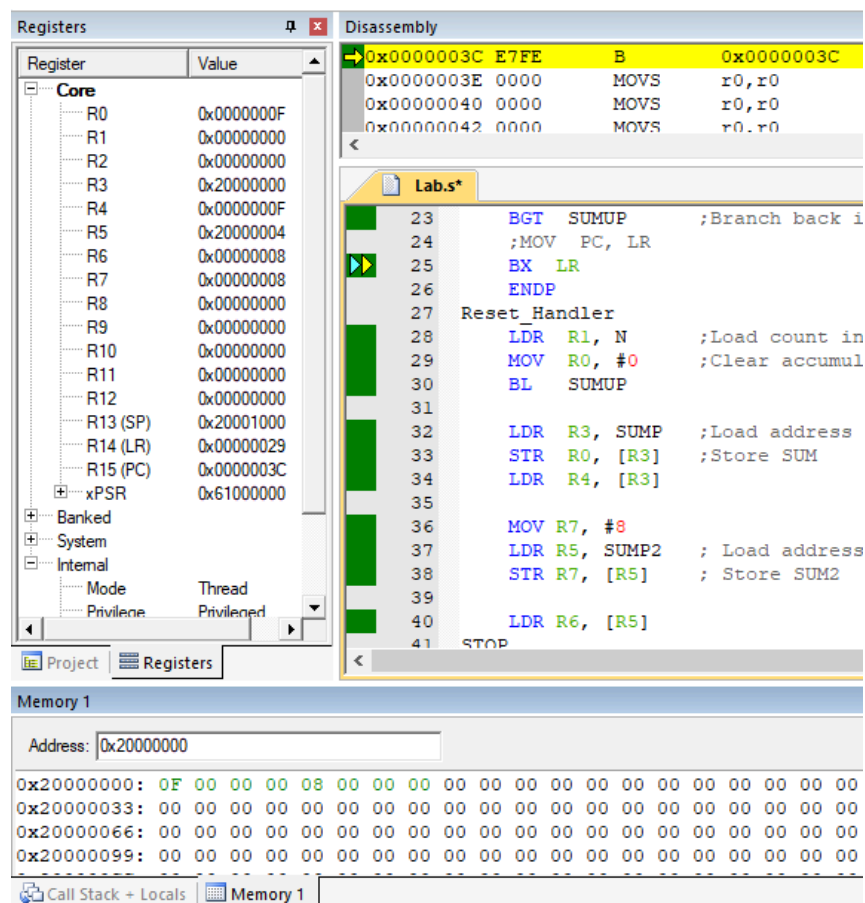 Registers
Register Value
Core
R0 0x0000000F
R1 0x00000000
R2 0x00000000
R3 0x20000000
R4 0x0000000F
R5 0x20000004
R6 0x00000008
R7 0x00000008
R8 0x00000000
R9 0x00000000
R10 0x00000000
R11 0x00000000
R12 0x00000000
R13 (SP) 0x20001000
R14 (LR) 0x00000029
R15 (PC) 0x0000003C
xPSR 0x61000000
Banked
System
Internal
Mode Thread
Privilege Privileged
Project Registers
Disassembly
0x0000003C E7FE B 0x0000003C
0x0000003E 0000 MOVS r0,r0
0x00000040 0000 MOVS r0,r0
0x00000042 0000 MOVS r0,r0
Lab.s*
23 BGT SUMUP ;Branch back i
24 ;MOV PC, LR
25 BX LR
26 ENDP
27 Reset_Handler
28 LDR R1, N ;Load count in
29 MOV R0, #0 ;Clear accumul
30 BL SUMUP
31
32 LDR R3, SUMP ;Load address
33 STR R0, [R3] ;Store SUM
34 LDR R4, [R3]
35
36 MOV R7, #8
37 LDR R5, SUMP2 ; Load address
38 STR R7, [R5] ; Store SUM2
39
40 LDR R6, [R5]
41 STOP
Memory 1
Address: 0x20000000
0x20000000: 0F 00 00 00 08 00 00 00 00 00 00 00 00 00 00 00 00 00 00 00
0x20000033: 00 00 00 00 00 00 00 00 00 00 00 00 00 00 00 00 00 00 00 00
0x20000066: 00 00 00 00 00 00 00 00 00 00 00 00 00 00 00 00 00 00 00 00
0x20000099: 00 00 00 00 00 00 00 00 00 00 00 00 00 00 00 00 00 00 00 00
Call Stack + Locals Memory 1